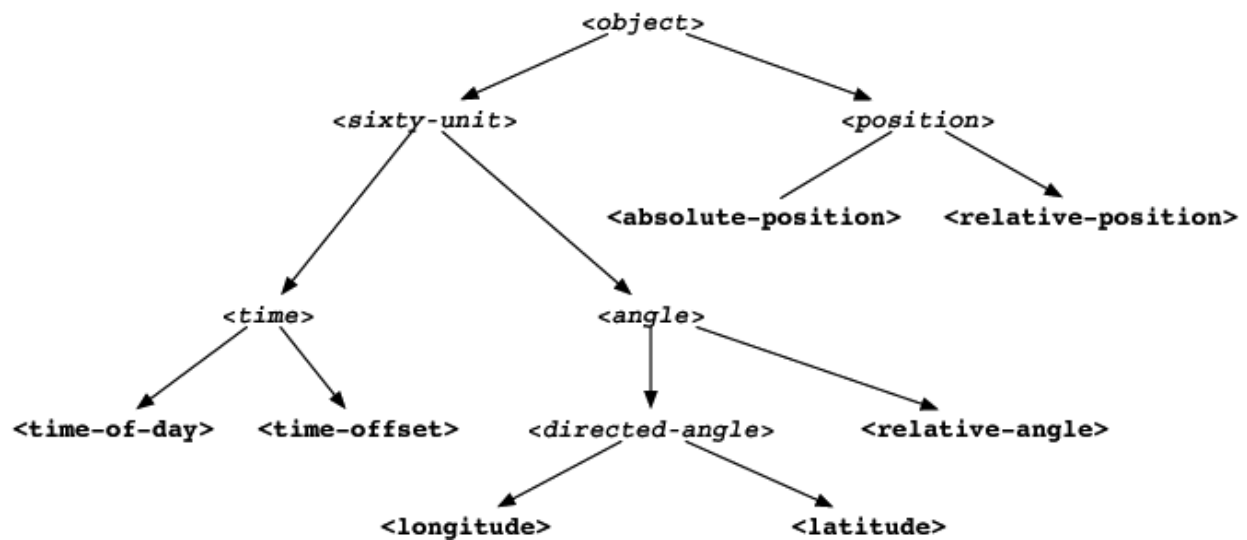 <object>
<sixty-unit> <position>
<absolute-position> <relative-position>
<time> <angle>
<time-of-day> <time-offset> <directed-angle> <relative-angle>
<longitude> <latitude>